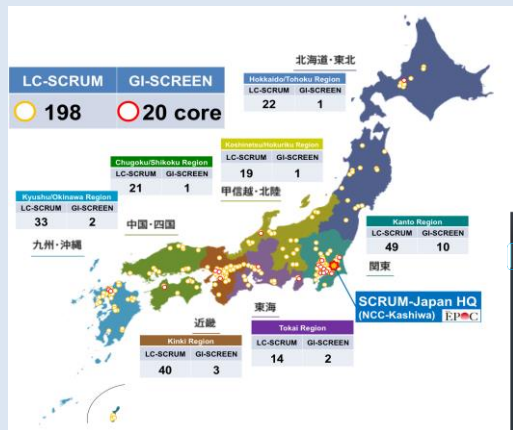 北海道・東北
Hokkaido/Tohoku Region
LC-SCRUM GI-SCREEN
22 1
LC-SCRUM GI-SCREEN
198 20 core
Koshinetsu/Hokuriku Region
LC-SCRUM GI-SCREEN
19 1
甲信越・北陸
Chugoku/Shikoku Region
LC-SCRUM GI-SCREEN
21 1
中国・四国
Kyushu/Okinawa Region
LC-SCRUM GI-SCREEN
33 2
九州・沖縄
Kanto Region
LC-SCRUM GI-SCREEN
49 10
関東
SCRUM-Japan HQ
(NCC-Kashiwa) EPOC
東海
Tokai Region
LC-SCRUM GI-SCREEN
14 2
近畿
Kinki Region
LC-SCRUM GI-SCREEN
40 3